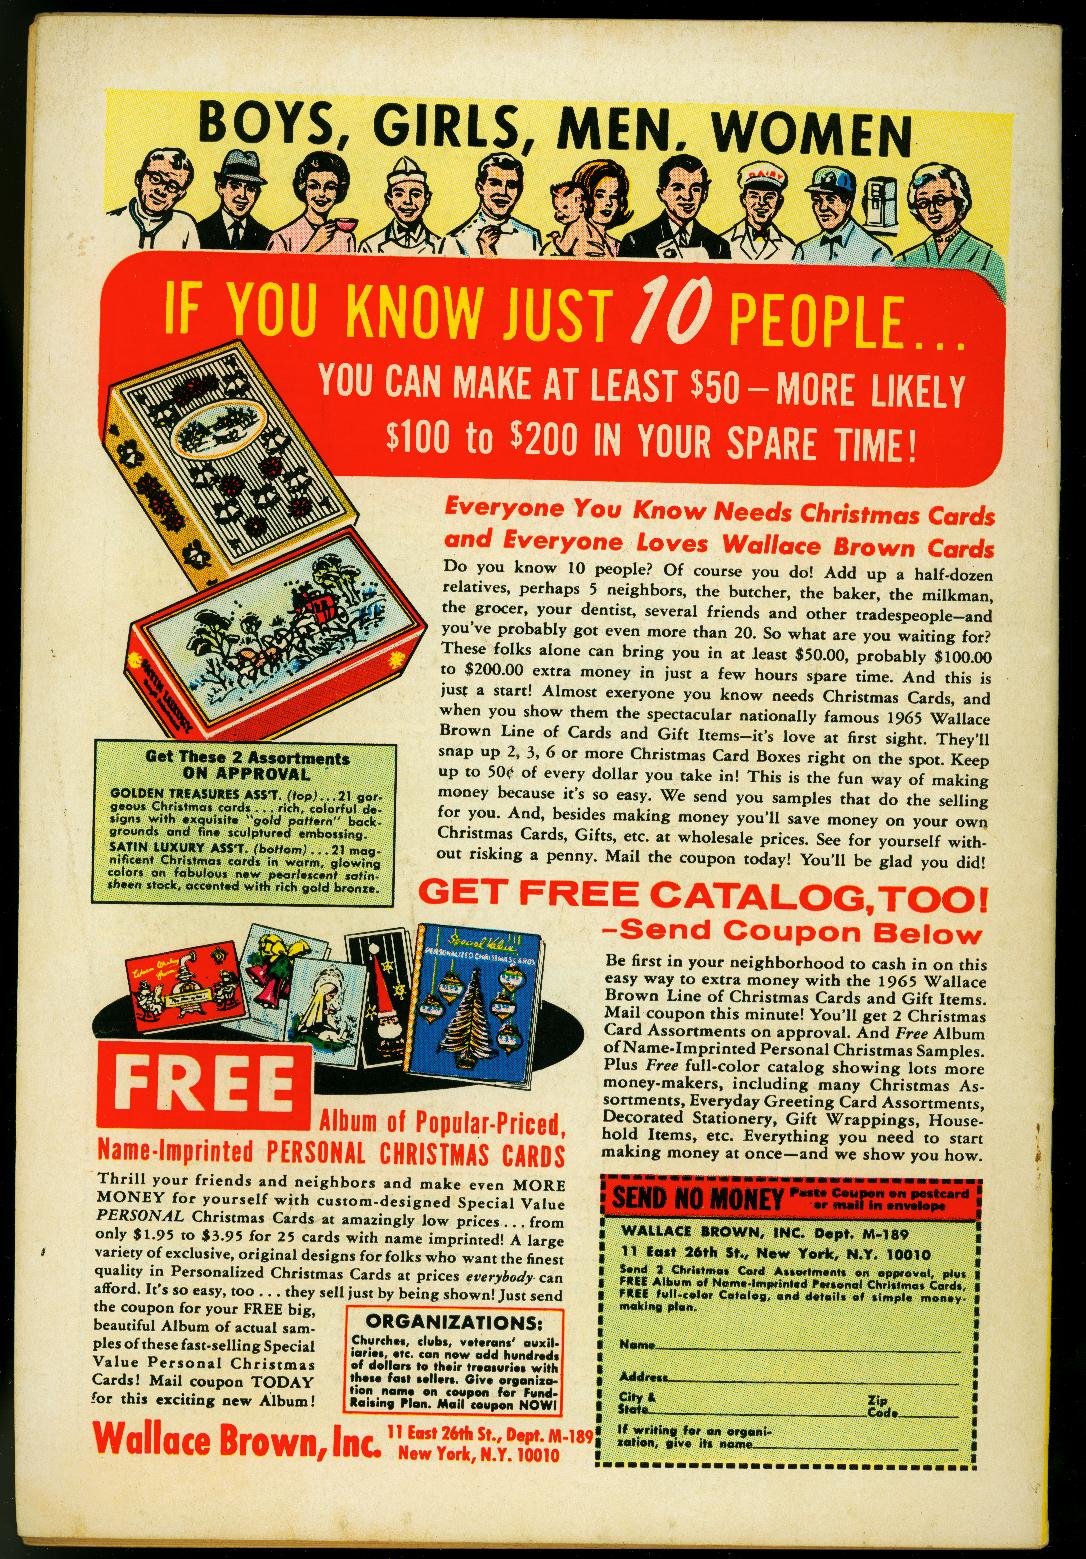 BOYS, GIRLS, MEN, WOMEN
DAIRY
IF YOU KNOW JUST 10 PEOPLE...
YOU CAN MAKE AT LEAST $50 – MORE LIKELY
$100 to $200 IN YOUR SPARE TIME!
Everyone You Know Needs Christmas Cards
and Everyone Loves Wallace Brown Cards
Do you know 10 people? Of course you do! Add up a half-dozen
relatives, perhaps 5 neighbors, the butcher, the baker, the milkman,
the grocer, your dentist, several friends and other tradespeople—and
you've probably got even more than 20. So what are you waiting for?
These folks alone can bring you in at least $50.00, probably $100.00
to $200.00 extra money in just a few hours spare time. And this is
just a start! Almost exeryone you know needs Christmas Cards, and
when you show them the spectacular nationally famous 1965 Wallace
Brown Line of Cards and Gift Items—it's love at first sight. They'll
snap up 2, 3, 6 or more Christmas Card Boxes right on the spot. Keep
up to 50¢ of every dollar you take in! This is the fun way of making
money because it's so easy. We send you samples that do the selling
for you. And, besides making money you'll save money on your own
Christmas Cards, Gifts, etc. at wholesale prices. See for yourself with-
out risking a penny. Mail the coupon today! You'll be glad you did!
SATIN LUXURY
Get These 2 Assortments
ON APPROVAL
GOLDEN TREASURES ASS'T. (top)...21 gor-
geous Christmas cards...rich, colorful de-
signs with exquisite "gold pattern" back-
grounds and fine sculptured embossing.
SATIN LUXURY ASS'T. (bottom)...21 mag-
nificent Christmas cards in warm, glowing
colors on fabulous new pearlescent satin-
sheen stock, accented with rich gold bronze.
GET FREE CATALOG, TOO!
–Send Coupon Below
Be first in your neighborhood to cash in on this
easy way to extra money with the 1965 Wallace
Brown Line of Christmas Cards and Gift Items.
Mail coupon this minute! You'll get 2 Christmas
Card Assortments on approval. And Free Album
of Name-Imprinted Personal Christmas Samples.
Plus Free full-color catalog showing lots more
money-makers, including many Christmas As-
sortments, Everyday Greeting Card Assortments,
Decorated Stationery, Gift Wrappings, House-
hold Items, etc. Everything you need to start
making money at once—and we show you how.
Special Value!!!
PERSONALIZED CHRISTMAS CARDS
FREE
Album of Popular-Priced,
Name-Imprinted PERSONAL CHRISTMAS CARDS
Thrill your friends and neighbors and make even MORE
MONEY for yourself with custom-designed Special Value
PERSONAL Christmas Cards at amazingly low prices...from
only $1.95 to $3.95 for 25 cards with name imprinted! A large
variety of exclusive, original designs for folks who want the finest
quality in Personalized Christmas Cards at prices everybody can
afford. It's so easy, too...they sell just by being shown! Just send
the coupon for your FREE big,
beautiful Album of actual sam-
ples of these fast-selling Special
Value Personal Christmas
Cards! Mail coupon TODAY
for this exciting new Album!
ORGANIZATIONS:
Churches, clubs, veterans' auxil-
iaries, etc. can now add hundreds
of dollars to their treasuries with
these fast sellers. Give organiza-
tion name on coupon for Fund-
Raising Plan. Mail coupon NOW!
Wallace Brown, Inc.
11 East 26th St., Dept. M-189
New York, N.Y. 10010
SEND NO MONEY Paste Coupon on postcard
or mail in envelope
WALLACE BROWN, INC. Dept. M-189
11 East 26th St., New York, N.Y. 10010
Send 2 Christmas Card Assortments on approval, plus
FREE Album of Name-Imprinted Personal Christmas Cards,
FREE full-color Catalog, and details of simple money-
making plan.
Name
Address
City &
State
Zip
Code
If writing for an organi-
zation, give its name